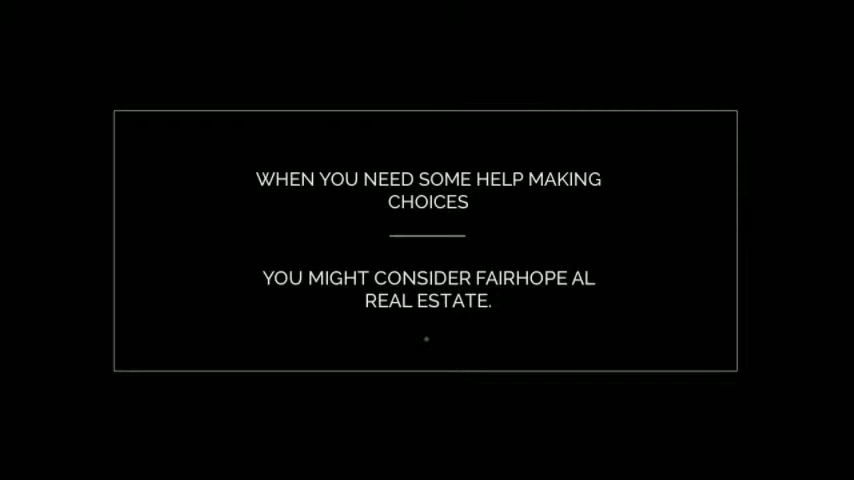 WHEN YOU NEED SOME HELP MAKING
CHOICES
YOU MIGHT CONSIDER FAIRHOPE AL
REAL ESTATE.